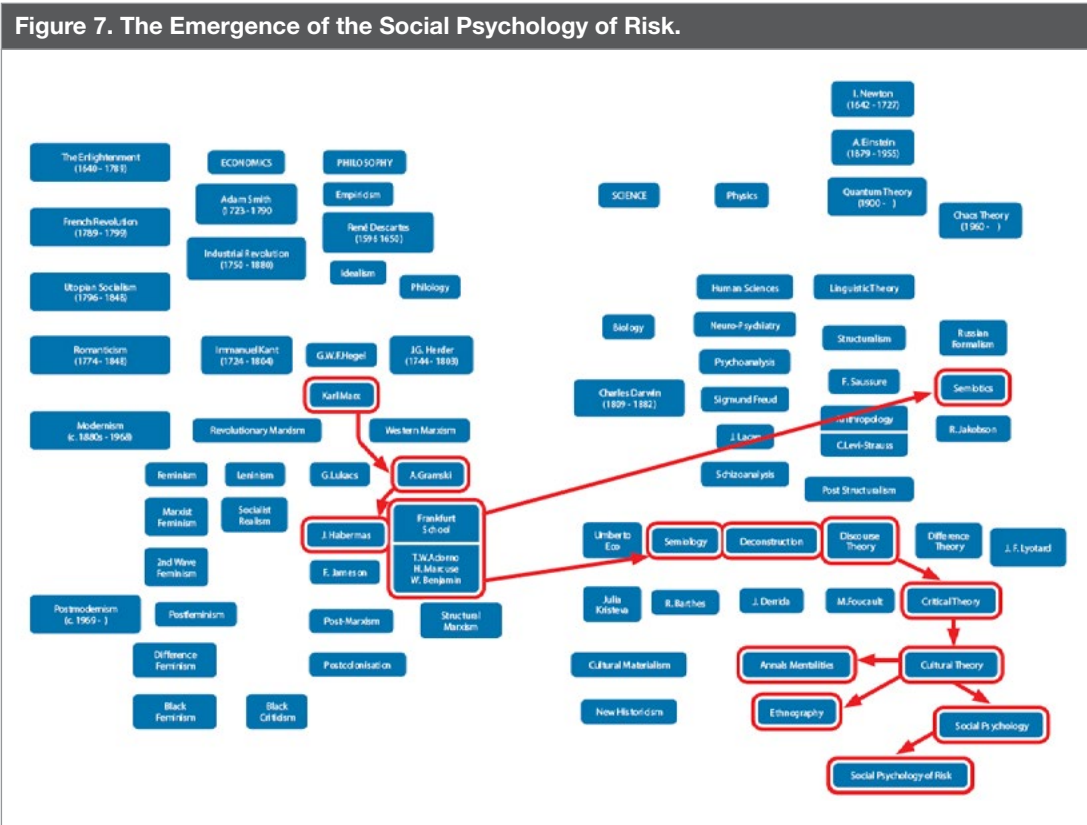 Figure 7. The Emergence of the Social Psychology of Risk.
I. Newton
(1642 - 1727)
A.Einstein
(1879 - 1955)
Quantum Theory
(1900 -   )
Chaos Theory
(1960 -   )
SCIENCE
Physics
The Enlightenment
(1640 - 1789)
ECONOMICS
PHILOSOPHY
Adam Smith
(1723 - 1790
Empiricism
French Revolution
(1789 - 1799)
René Descartes
(1596 1650)
Industrial Revolution
(1750 - 1880)
Idealism
Philology
Utopian Socialism
(1796 - 1848)
Human Sciences
Linguistic Theory
Biology
Neuro-Psychiatry
Structuralism
Russian
Formalism
Romanticism
(1774 - 1848)
Immanuel Kant
(1724 - 1804)
G.W.F.Hegel
J.G. Herder
(1744 - 1803)
Psychoanalysis
Karl Marx
Charles Darwin
(1809 - 1882)
Sigmund Freud
F. Saussure
Semiotics
Modernism
(c. 1880s - 1968)
Revolutionary Marxism
Western Marxism
J. Lacan
Anthropology
C.Levi-Strauss
R. Jakobson
Feminism
Leninism
G.Lukacs
A.Gramski
Schizoanalysis
Post Structuralism
Marxist
Feminism
Socialist
Realism
J. Habermas
Frankfurt
School
T.W.Adorno
H. Marcuse
W. Benjamin
Umberto
Eco
Semiology
Deconstruction
Discourse
Theory
Difference
Theory
J. F. Lyotard
2nd Wave
Feminism
F. Jameson
Postmodernism
(c. 1969 -  )
Postfeminism
Post-Marxism
Structural
Marxism
Julia
Kristeva
R. Barthes
J. Derrida
M.Foucault
Critical Theory
Difference
Feminism
Postcolonisation
Cultural Materialism
Annals Mentalities
Cultural Theory
Black
Feminism
Black
Criticism
New Historicism
Ethnography
Social Psychology
Social Psychology of Risk